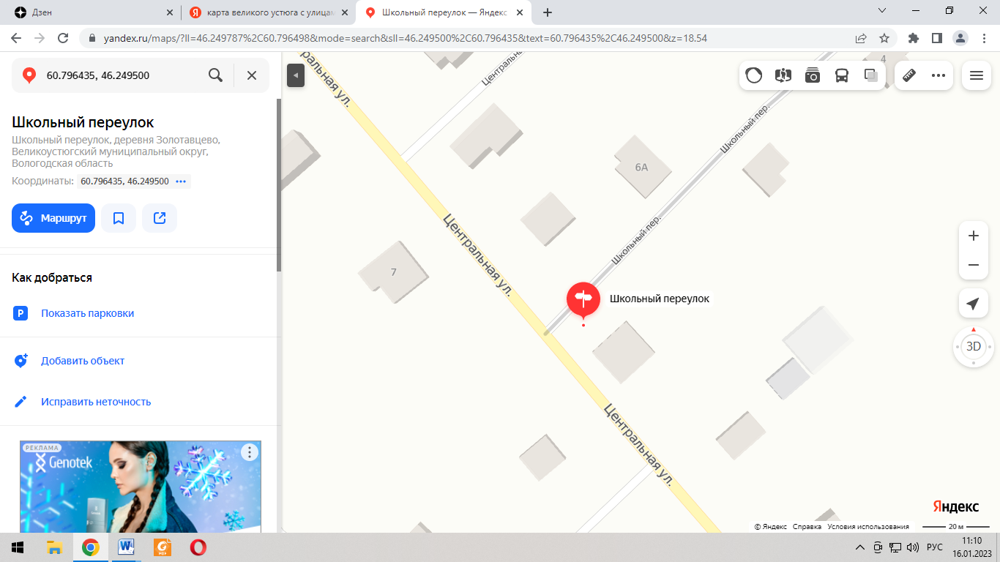 Дзен
карта великого устюга с улицам
Школьный переулок — Яндекс
yandex.ru/maps/?ll=46.249787%2C60.796498&mode=search&sll=46.249500%2C60.796435&text=60.796435%2C46.249500&z=18.54
60.796435, 46.249500
Школьный переулок
Школьный переулок, деревня Золотавцево,
Великоустюгский муниципальный округ,
Вологодская область
Координаты: 60.796435, 46.249500
Маршрут
Как добраться
P Показать парковки
Добавить объект
Исправить неточность
РЕКЛАМА
Genotek
ральная ул.
Центральны
4
Школьный пер.
6А
Центральная ул.
Школьный пер.
7
Школьный переулок
Центральная ул.
3D
Яндекс
© Яндекс Справка Условия использования 20 м
РУС
11:10
16.01.2023